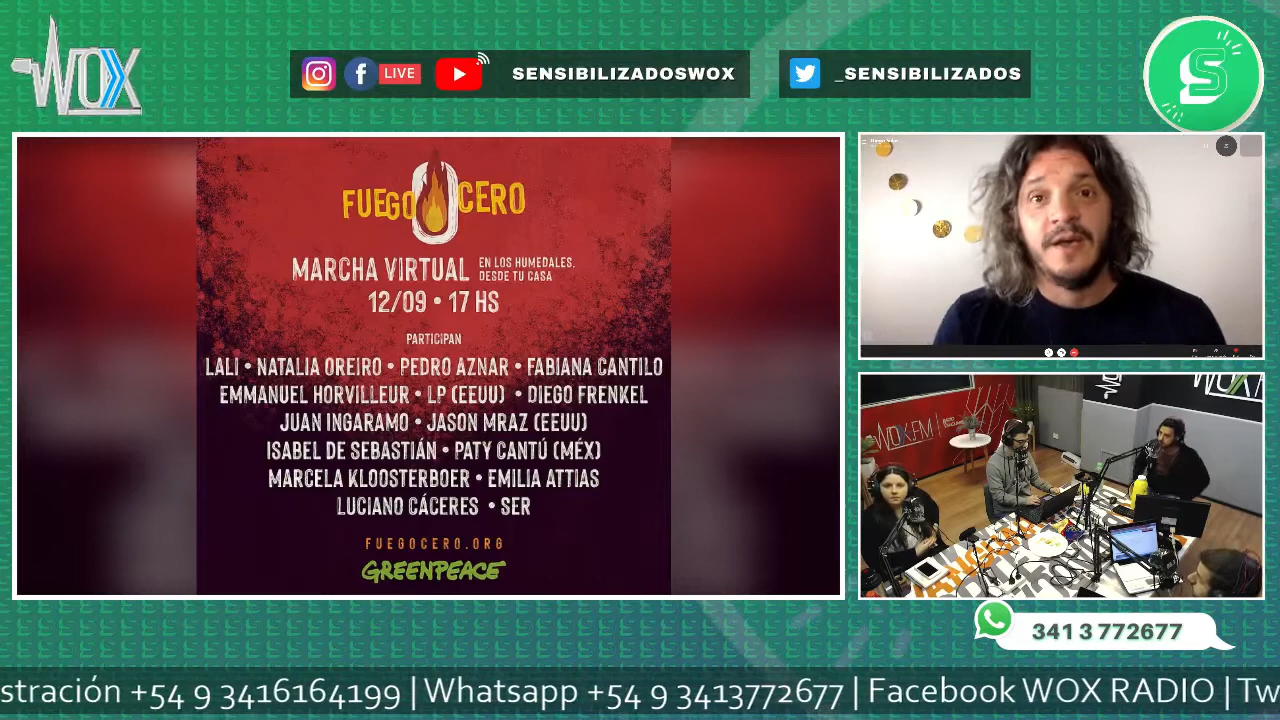 WOX
LIVE
SENSIBILIZADOSWOX
_SENSIBILIZADOS
S
FUEGO 0 CERO
MARCHA VIRTUAL EN LOS HUMEDALES, DESDE TU CASA
12/09 • 17 HS
PARTICIPAN
LALI • NATALIA OREIRO • PEDRO AZNAR • FABIANA CANTILO
EMMANUEL HORVILLEUR • LP (EEUU) • DIEGO FRENKEL
JUAN INGARAMO • JASON MRAZ (EEUU)
ISABEL DE SEBASTIÁN • PATY CANTÚ (MÉX)
MARCELA KLOOSTERBOER • EMILIA ATTIAS
LUCIANO CÁCERES • SER
FUEGOCERO.ORG
GREENPEACE
WOX.FM
WOX
341 3 772677
stración +54 9 3416164199 | Whatsapp +54 9 3413772677 | Facebook WOX RADIO | Tw